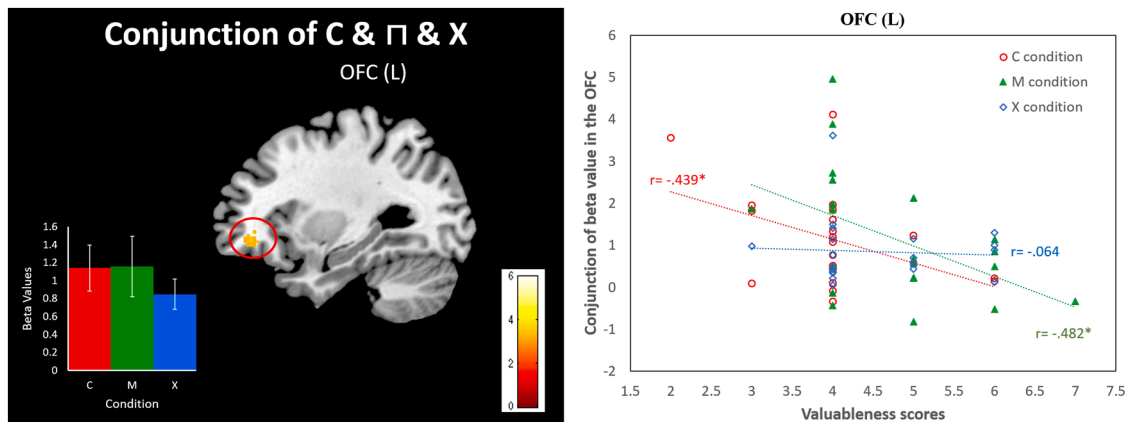 Conjunction of C & ⊓ & X
OFC (L)
1.6
1.4
1.2
1
0.8
0.6
0.4
0.2
0
Beta Values
C M X
Condition
6
4
2
0
OFC (L)
6
5
4
3
2
1
0
-1
-2
Conjunction of beta value in the OFC
C condition
M condition
X condition
r= -.439*
r= -.064
r= -.482*
1.5 2 2.5 3 3.5 4 4.5 5 5.5 6 6.5 7 7.5
Valuableness scores